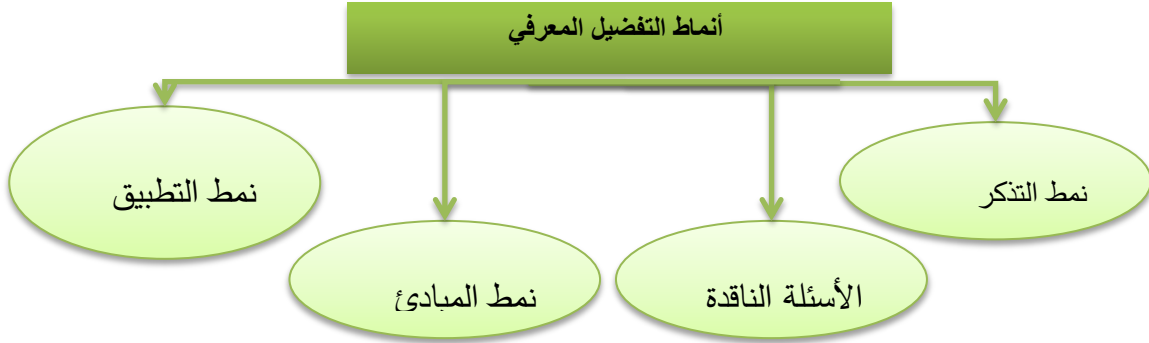 أنماط التفضيل المعرفي
نمط التذكر
الأسئلة الناقدة
نمط المبادئ
نمط التطبيق